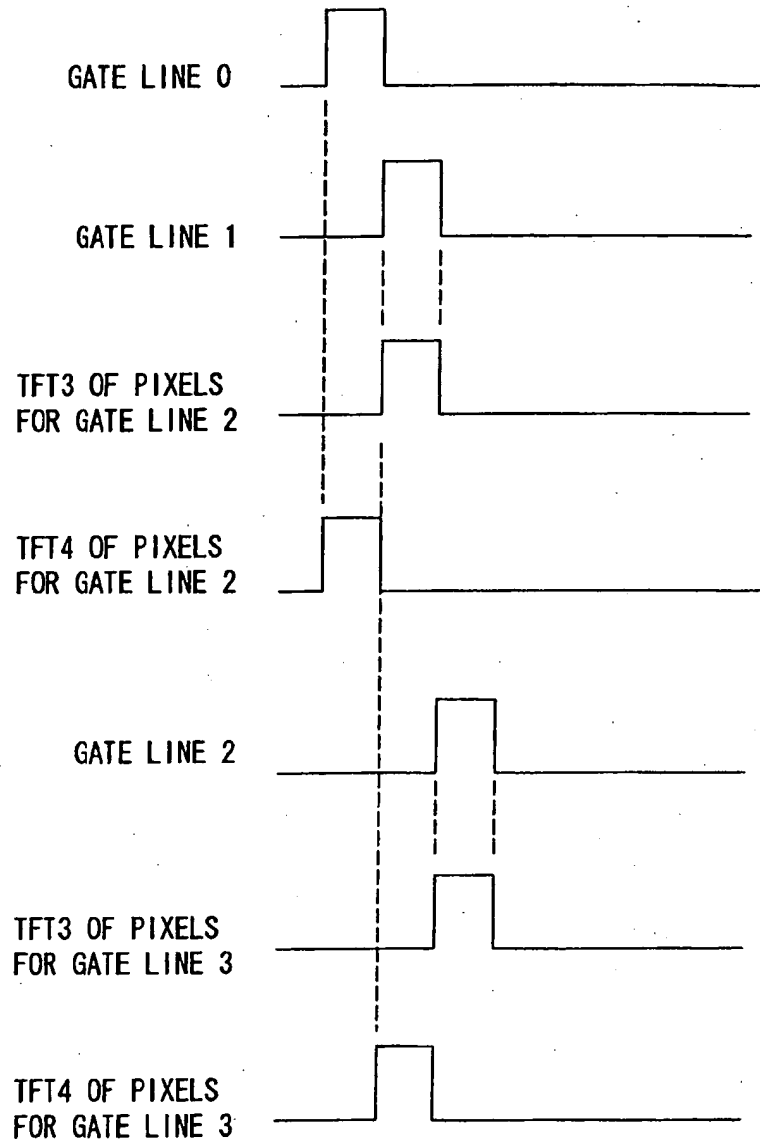 GATE LINE 0
GATE LINE 1
TFT3 OF PIXELS
FOR GATE LINE 2
TFT4 OF PIXELS
FOR GATE LINE 2
GATE LINE 2
TFT3 OF PIXELS
FOR GATE LINE 3
TFT4 OF PIXELS
FOR GATE LINE 3